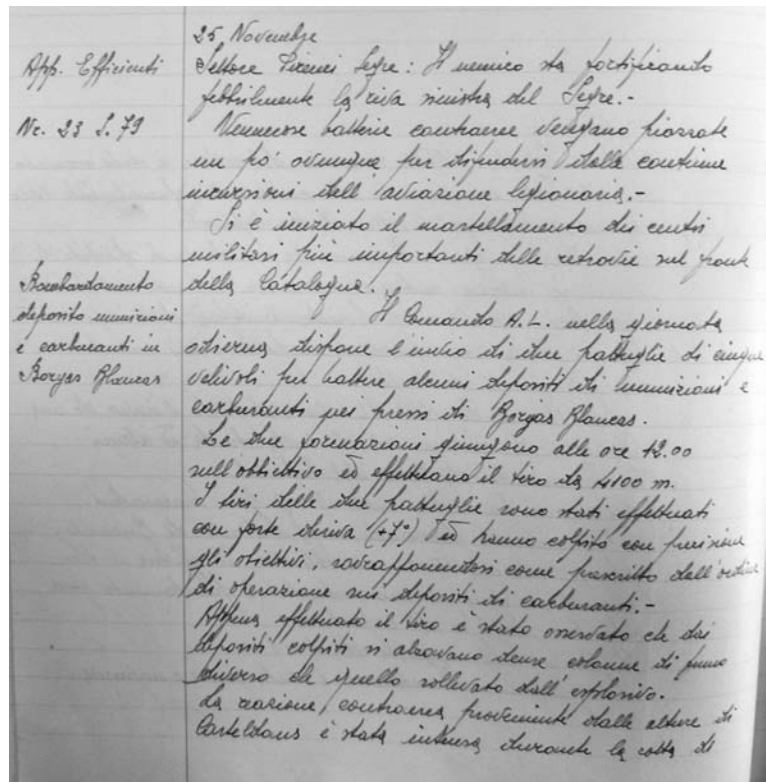 25 Novembre
App. Efficienti
Settore Pirenei Segre: Il nemico sta fortificando
febbrilmente la riva sinistra del Segre.-
Nr. 23 S.79
Numerose batterie contraeree vengano piazzate
un pò ovunque per difendersi dalle continue
incursioni dell'aviazione legionaria.-
Si è iniziato il martellamento dei centri
militari più importanti delle retrovie sul fronte
della Catalogna.
Bombardamento
deposito munizioni
e carburanti in
Borgas Blancas
Il Comando A.L. nella giornata
odierna dispone l'invio di due pattuglie di cinque
velivoli per battere alcuni depositi di munizioni e
carburanti nei pressi di Borgas Blancas.
Le due formazioni giungono alle ore 12.00
sull'obbiettivo ed effettuano il tiro da 4100 m.
I tiri delle due pattuglie sono stati effettuati
con forte deriva (+7°) ed hanno colpito con precisione
gli obiettivi, sovrapponendosi come prescritto dall'ordine
di operazione sui depositi di carburanti.-
Appena effettuato il tiro è stato osservato che dai
depositi colpiti si alzavano dense colonne di fumo
diverso da quello sollevato dall'esplosivo.
La reazione contraerea proveniente dalle alture di
Casteldans è stata intensa durante la rotta di